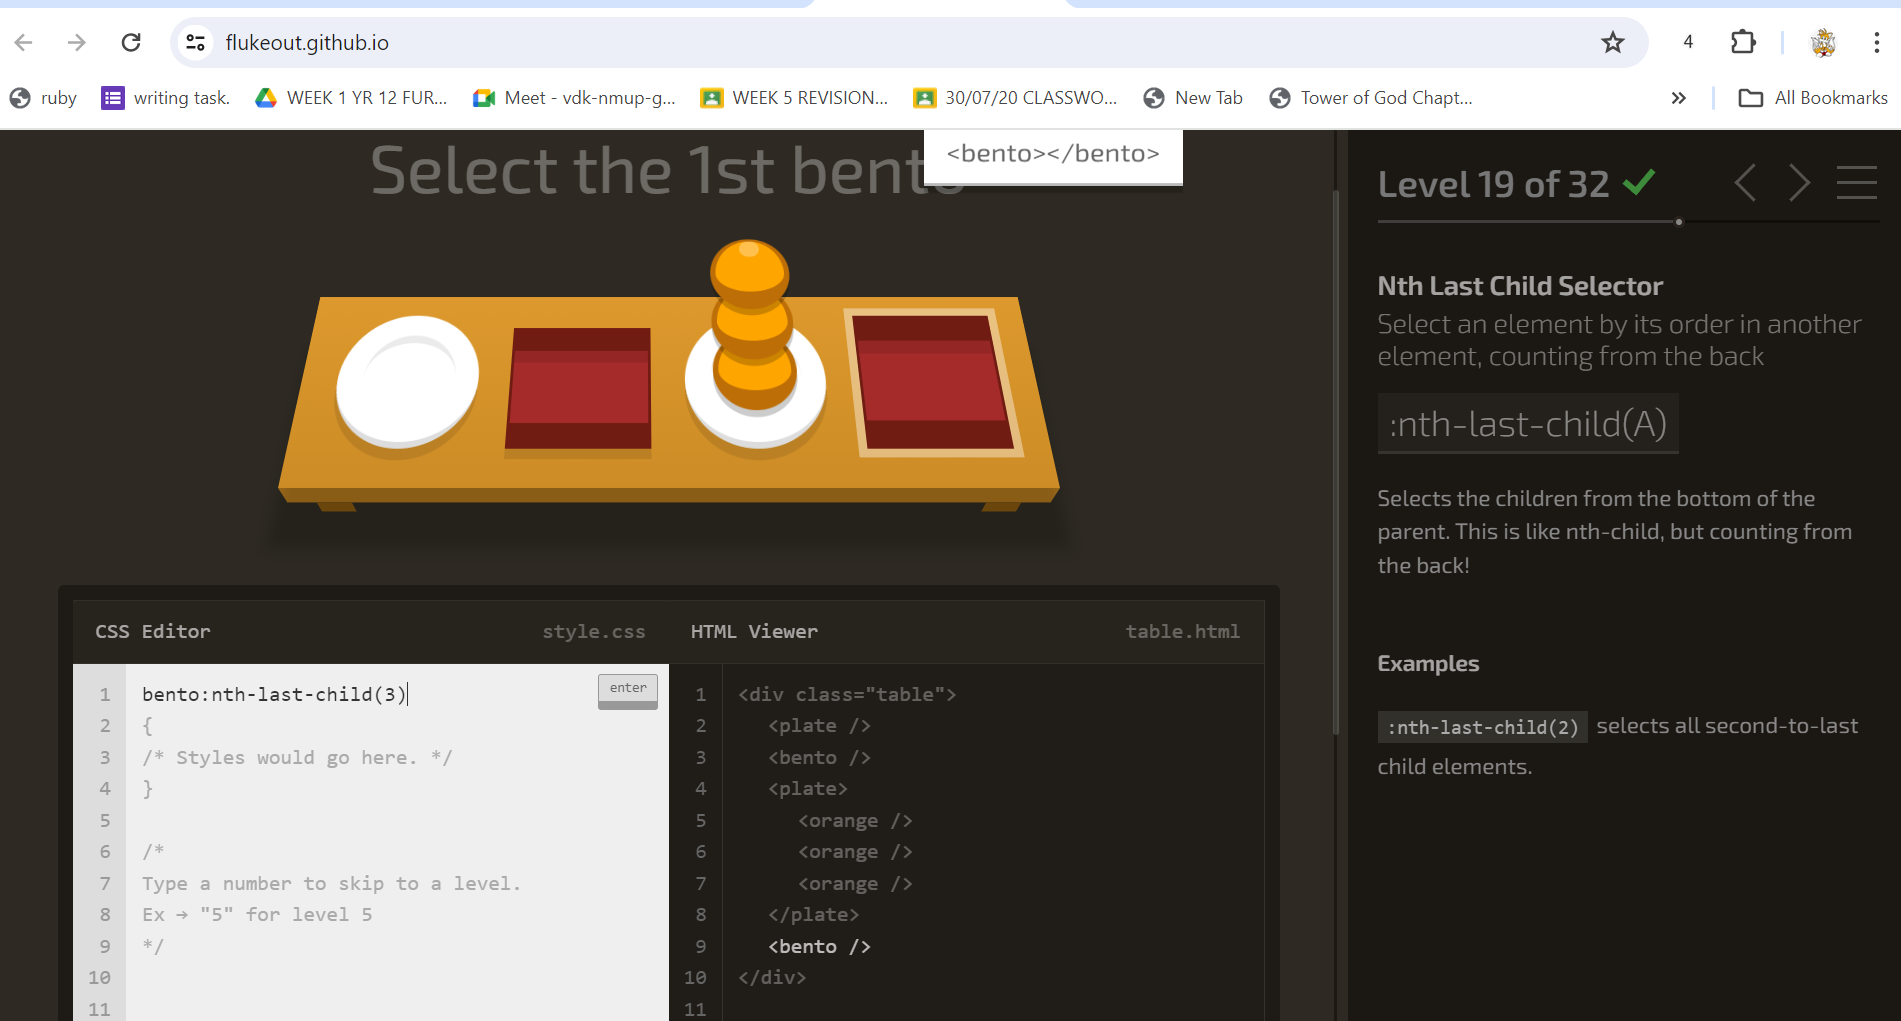 flukeout.github.io
4
ruby
writing task.
WEEK 1 YR 12 FUR...
Meet - vdk-nmup-g...
WEEK 5 REVISION...
30/07/20 CLASSWO...
New Tab
Tower of God Chapt...
»
All Bookmarks
Select the 1st bento
<bento></bento>
CSS Editor
style.css
1 bento:nth-last-child(3)
enter
2 {
3 /* Styles would go here. */
4 }
5
6 /*
7 Type a number to skip to a level.
8 Ex → "5" for level 5
9 */
10
11
HTML Viewer
table.html
1 <div class="table">
2 <plate />
3 <bento />
4 <plate>
5 <orange />
6 <orange />
7 <orange />
8 </plate>
9 <bento />
10 </div>
11
Level 19 of 32
Nth Last Child Selector
Select an element by its order in another
element, counting from the back
:nth-last-child(A)
Selects the children from the bottom of the
parent. This is like nth-child, but counting from
the back!
Examples
:nth-last-child(2) selects all second-to-last
child elements.